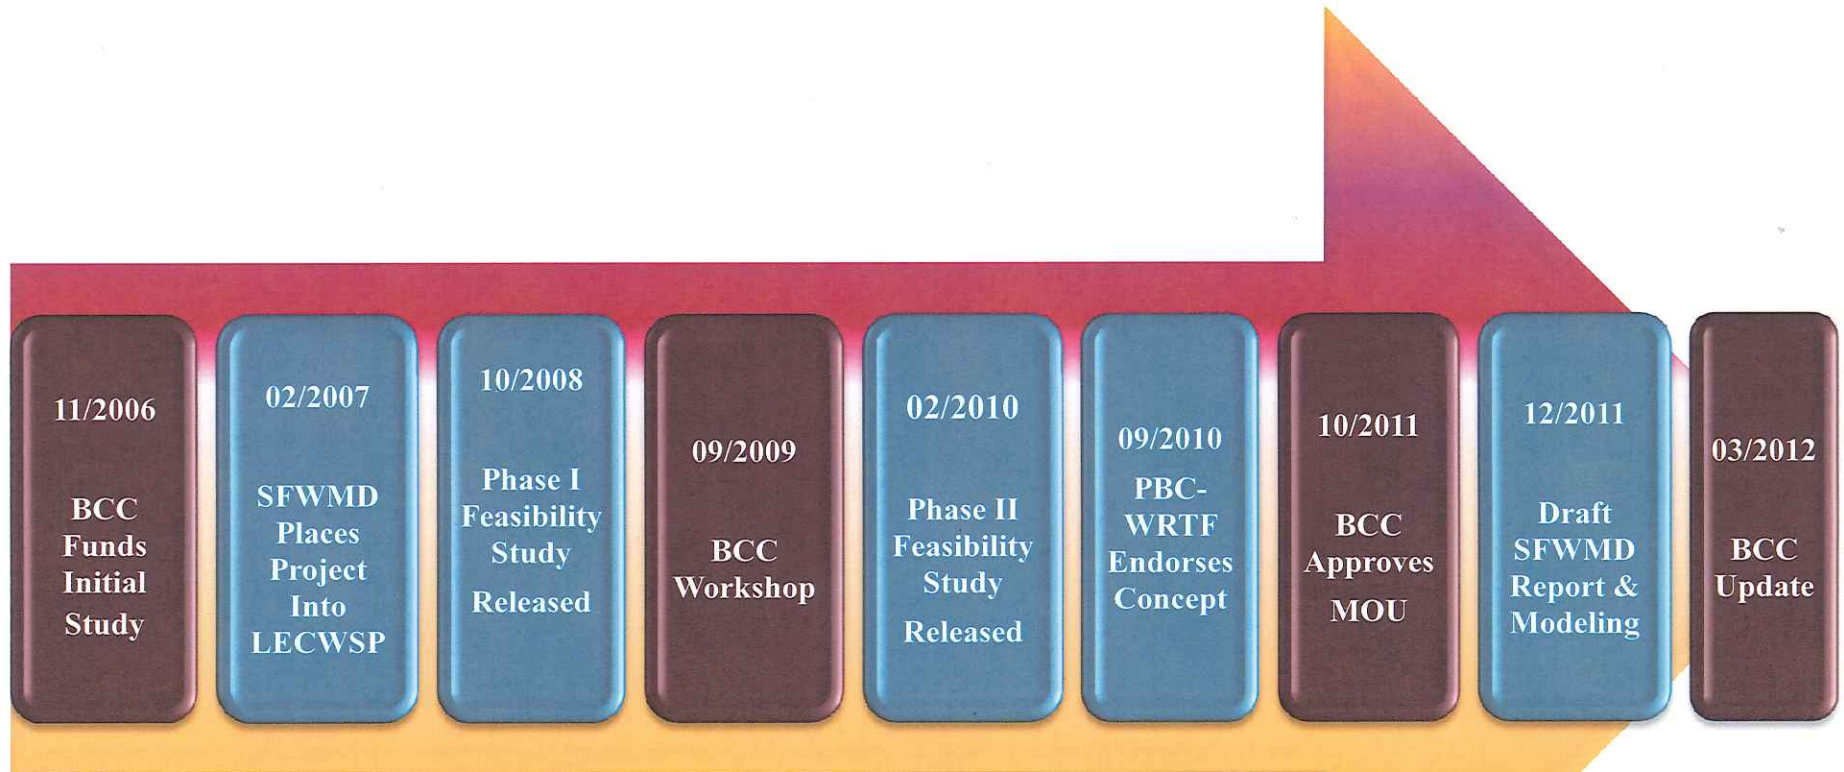 11/2006
BCC
Funds
Initial
Study
02/2007
SFWMD
Places
Project
Into
LECWSP
10/2008
Phase I
Feasibility
Study
Released
09/2009
BCC
Workshop
02/2010
Phase II
Feasibility
Study
Released
09/2010
PBC-
WRTF
Endorses
Concept
10/2011
BCC
Approves
MOU
12/2011
Draft
SFWMD
Report &
Modeling
03/2012
BCC
Update